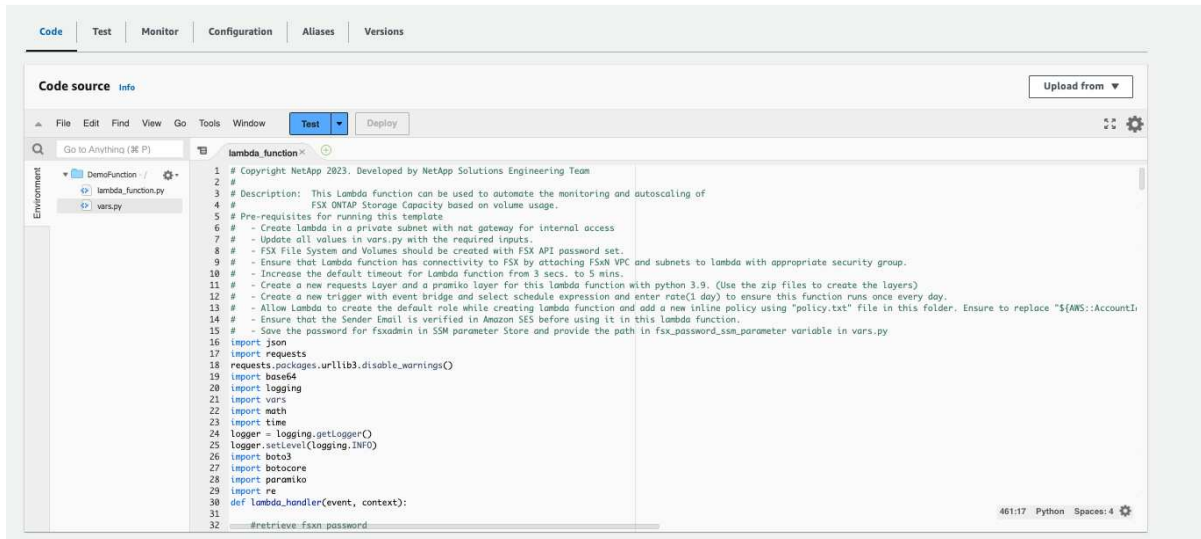 Code Test Monitor Configuration Aliases Versions
Code source Info
Upload from ▼
File Edit Find View Go Tools Window Test Deploy
Go to Anything (⌘ P)
lambda_function ×
Environment
DemoFunction - /
lambda_function.py
vars.py
1 # Copyright NetApp 2023. Developed by NetApp Solutions Engineering Team
2 #
3 # Description: This Lambda function can be used to automate the monitoring and autoscaling of
4 # FSX ONTAP Storage Capacity based on volume usage.
5 # Pre-requisites for running this template
6 # - Create lambda in a private subnet with nat gateway for internal access
7 # - Update all values in vars.py with the required inputs.
8 # - FSX File System and Volumes should be created with FSX API password set.
9 # - Ensure that Lambda function has connectivity to FSX by attaching FSxN VPC and subnets to lambda with appropriate security group.
10 # - Increase the default timeout for Lambda function from 3 secs. to 5 mins.
11 # - Create a new requests Layer and a pramiko layer for this lambda function with python 3.9. (Use the zip files to create the layers)
12 # - Create a new trigger with event bridge and select schedule expression and enter rate(1 day) to ensure this function runs once every day.
13 # - Allow Lambda to create the default role while creating lambda function and add a new inline policy using "policy.txt" file in this folder. Ensure to replace "${AWS::AccountI
14 # - Ensure that the Sender Email is verified in Amazon SES before using it in this lambda function.
15 # - Save the password for fsxadmin in SSM parameter Store and provide the path in fsx_password_ssm_parameter variable in vars.py
16 import json
17 import requests
18 requests.packages.urllib3.disable_warnings()
19 import base64
20 import logging
21 import vars
22 import math
23 import time
24 logger = logging.getLogger()
25 logger.setLevel(logging.INFO)
26 import boto3
27 import botocore
28 import paramiko
29 import re
30 def lambda_handler(event, context):
31
32 #retrieve fsxn password
461:17 Python Spaces: 4